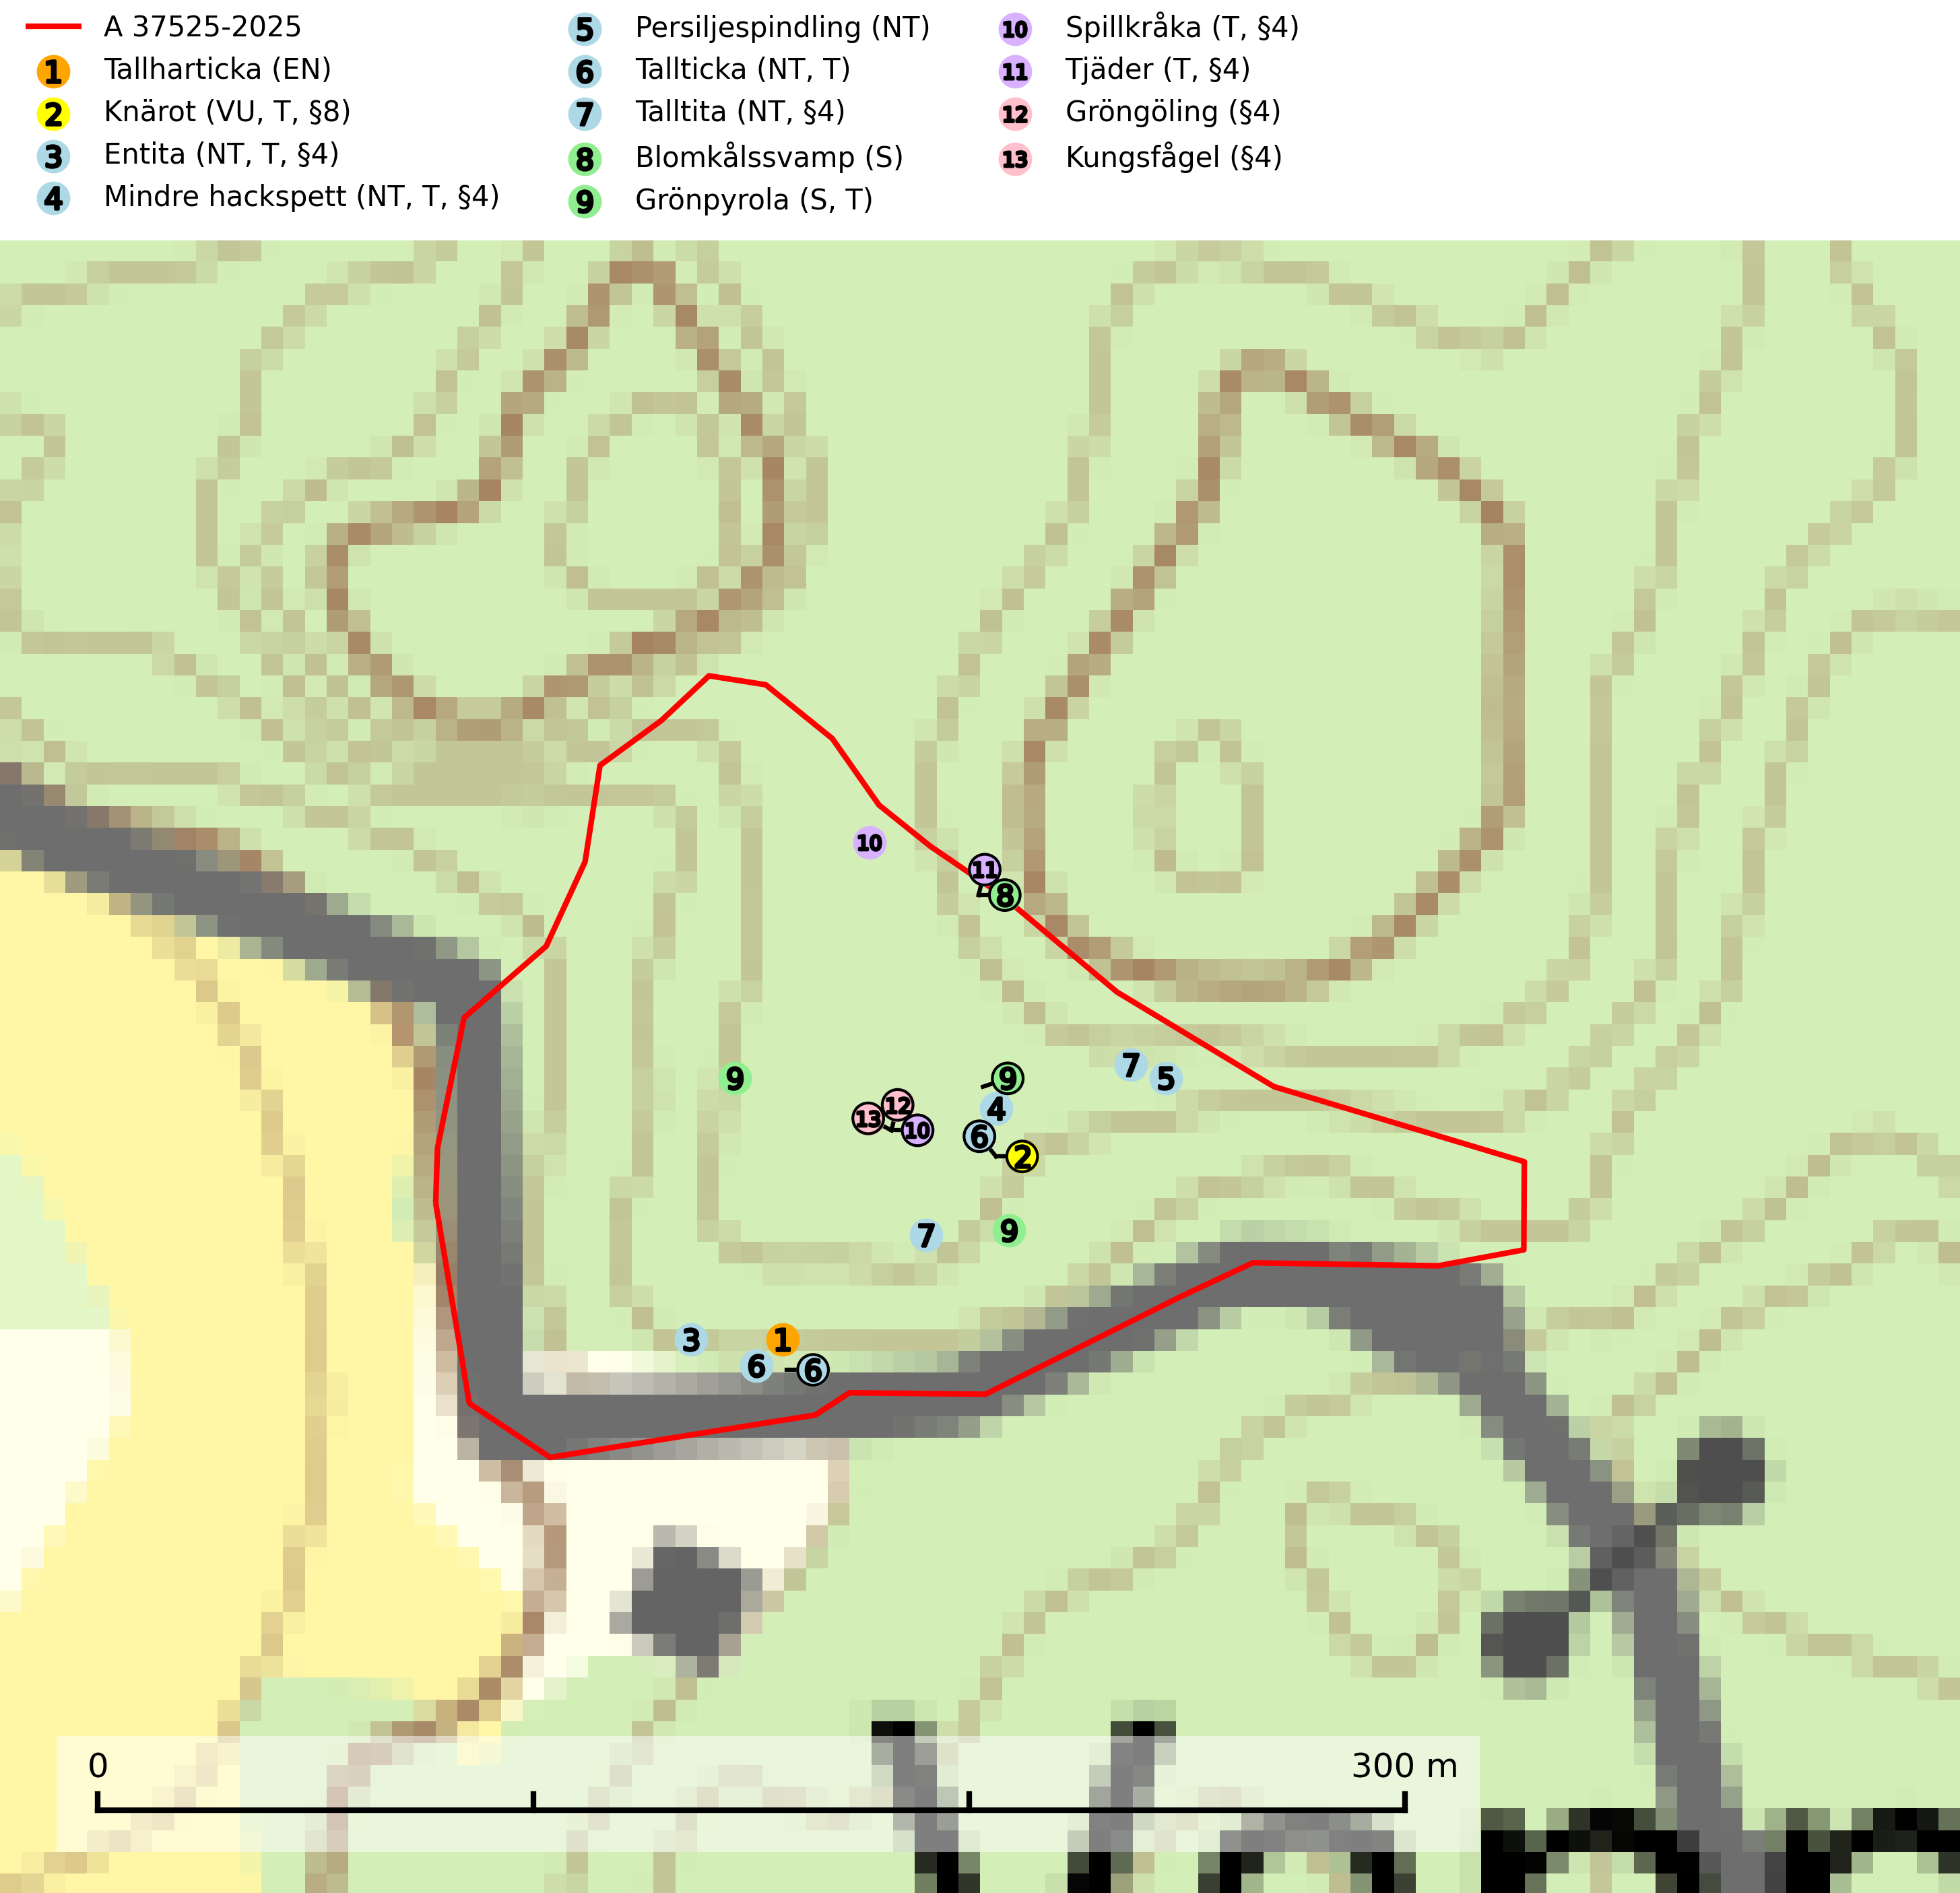 A 37525-2025
1 Tallharticka (EN)
2 Knärot (VU, T, §8)
3 Entita (NT, T, §4)
4 Mindre hackspett (NT, T, §4)
5 Persiljespindling (NT)
6 Tallticka (NT, T)
7 Talltita (NT, §4)
8 Blomkålssvamp (S)
9 Grönpyrola (S, T)
10 Spillkråka (T, §4)
11 Tjäder (T, §4)
12 Gröngöling (§4)
13 Kungsfågel (§4)
10
11
8
7
9
9
5
12
4
13
10
6
2
9
7
3
1
6
6
0
300 m